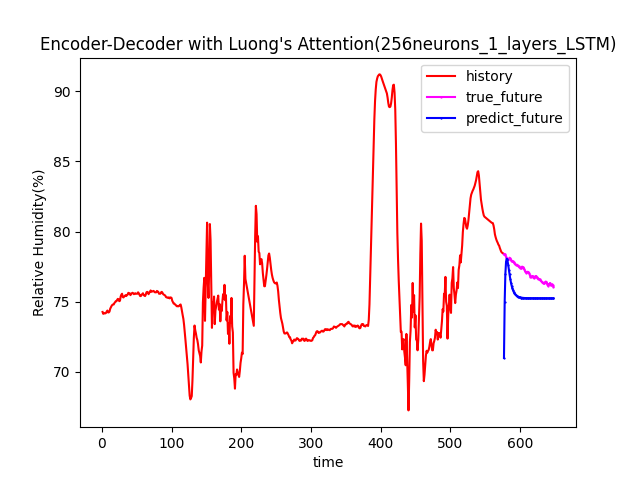 Encoder-Decoder with Luong's Attention(256neurons_1_layers_LSTM)
history
true_future
predict_future
Relative Humidity(%)
90
85
80
75
70
0 100 200 300 400 500 600
time